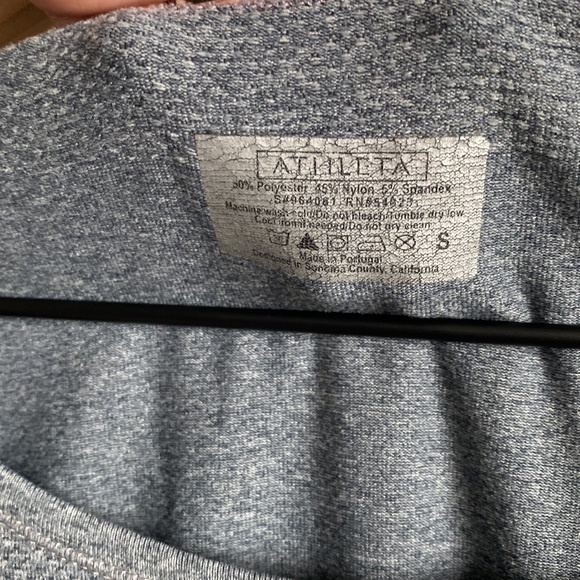 ATHLETA
50% Polyester 45% Nylon 5% Spandex
S#964081 RN#54023
Machine wash cold/Do not bleach/Tumble dry low
Cool iron if needed/Do not dry clean
S
Made in Portugal
Designed in Sonoma County, California